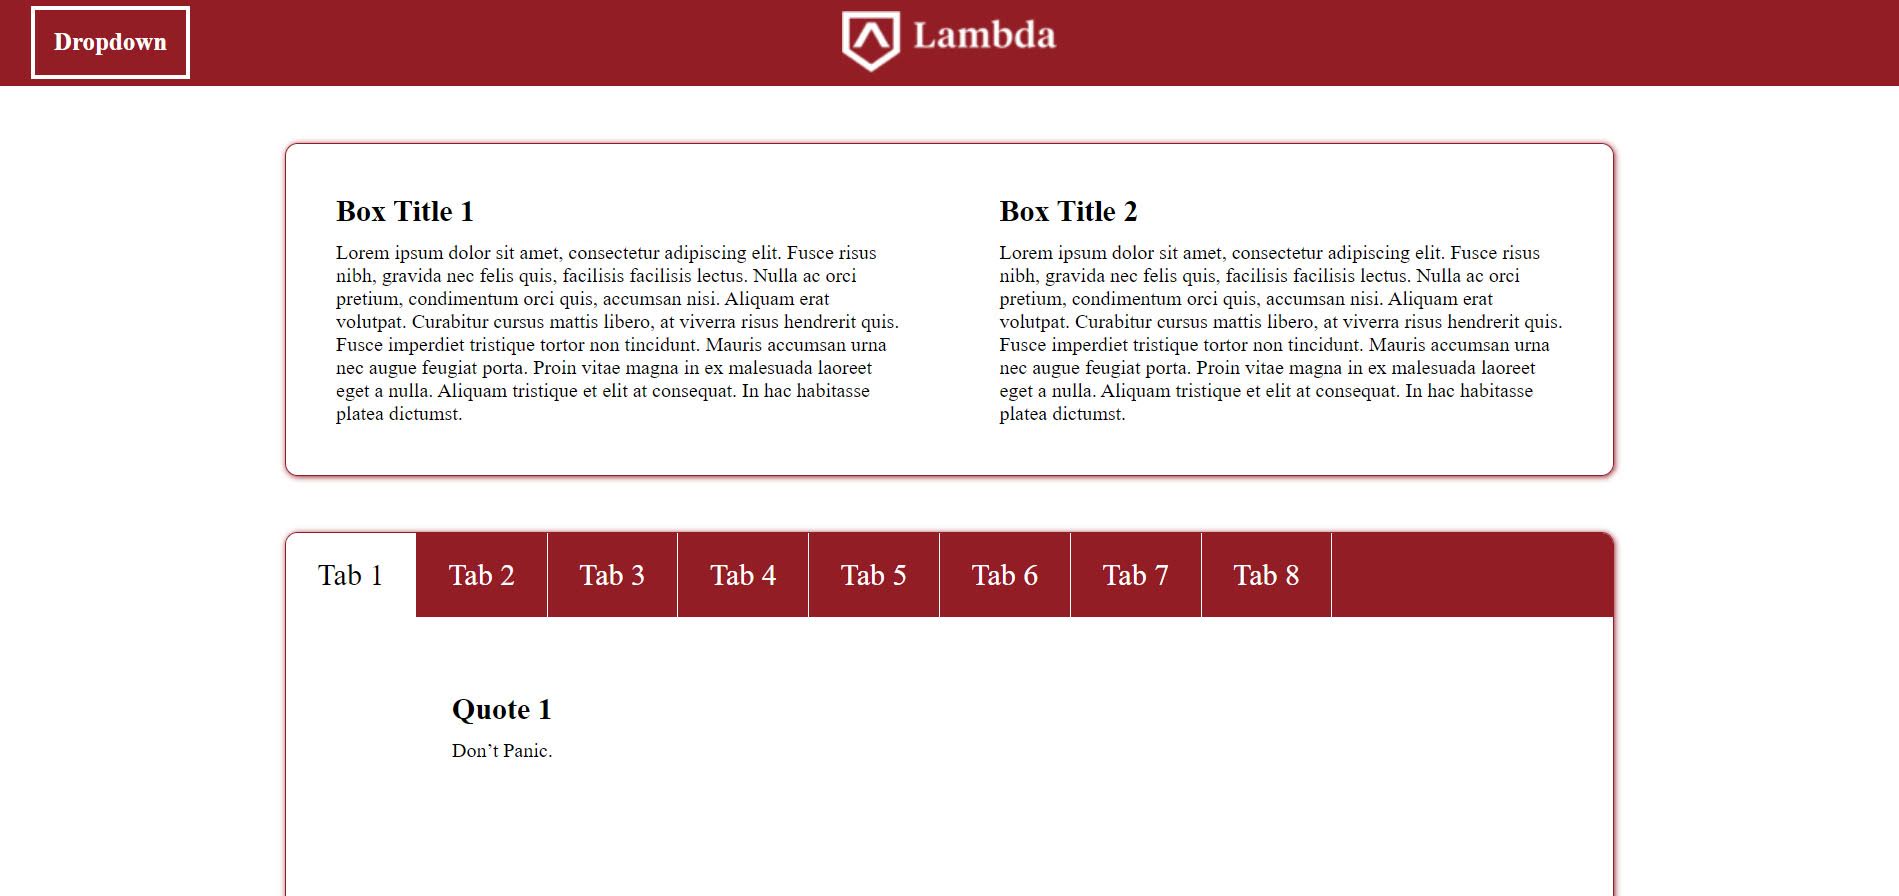 Dropdown
Lambda
Box Title 1
Lorem ipsum dolor sit amet, consectetur adipiscing elit. Fusce risus
nibh, gravida nec felis quis, facilisis facilisis lectus. Nulla ac orci
pretium, condimentum orci quis, accumsan nisi. Aliquam erat
volutpat. Curabitur cursus mattis libero, at viverra risus hendrerit quis.
Fusce imperdiet tristique tortor non tincidunt. Mauris accumsan urna
nec augue feugiat porta. Proin vitae magna in ex malesuada laoreet
eget a nulla. Aliquam tristique et elit at consequat. In hac habitasse
platea dictumst.
Box Title 2
Lorem ipsum dolor sit amet, consectetur adipiscing elit. Fusce risus
nibh, gravida nec felis quis, facilisis facilisis lectus. Nulla ac orci
pretium, condimentum orci quis, accumsan nisi. Aliquam erat
volutpat. Curabitur cursus mattis libero, at viverra risus hendrerit quis.
Fusce imperdiet tristique tortor non tincidunt. Mauris accumsan urna
nec augue feugiat porta. Proin vitae magna in ex malesuada laoreet
eget a nulla. Aliquam tristique et elit at consequat. In hac habitasse
platea dictumst.
Tab 1 Tab 2 Tab 3 Tab 4 Tab 5 Tab 6 Tab 7 Tab 8
Quote 1
Don’t Panic.